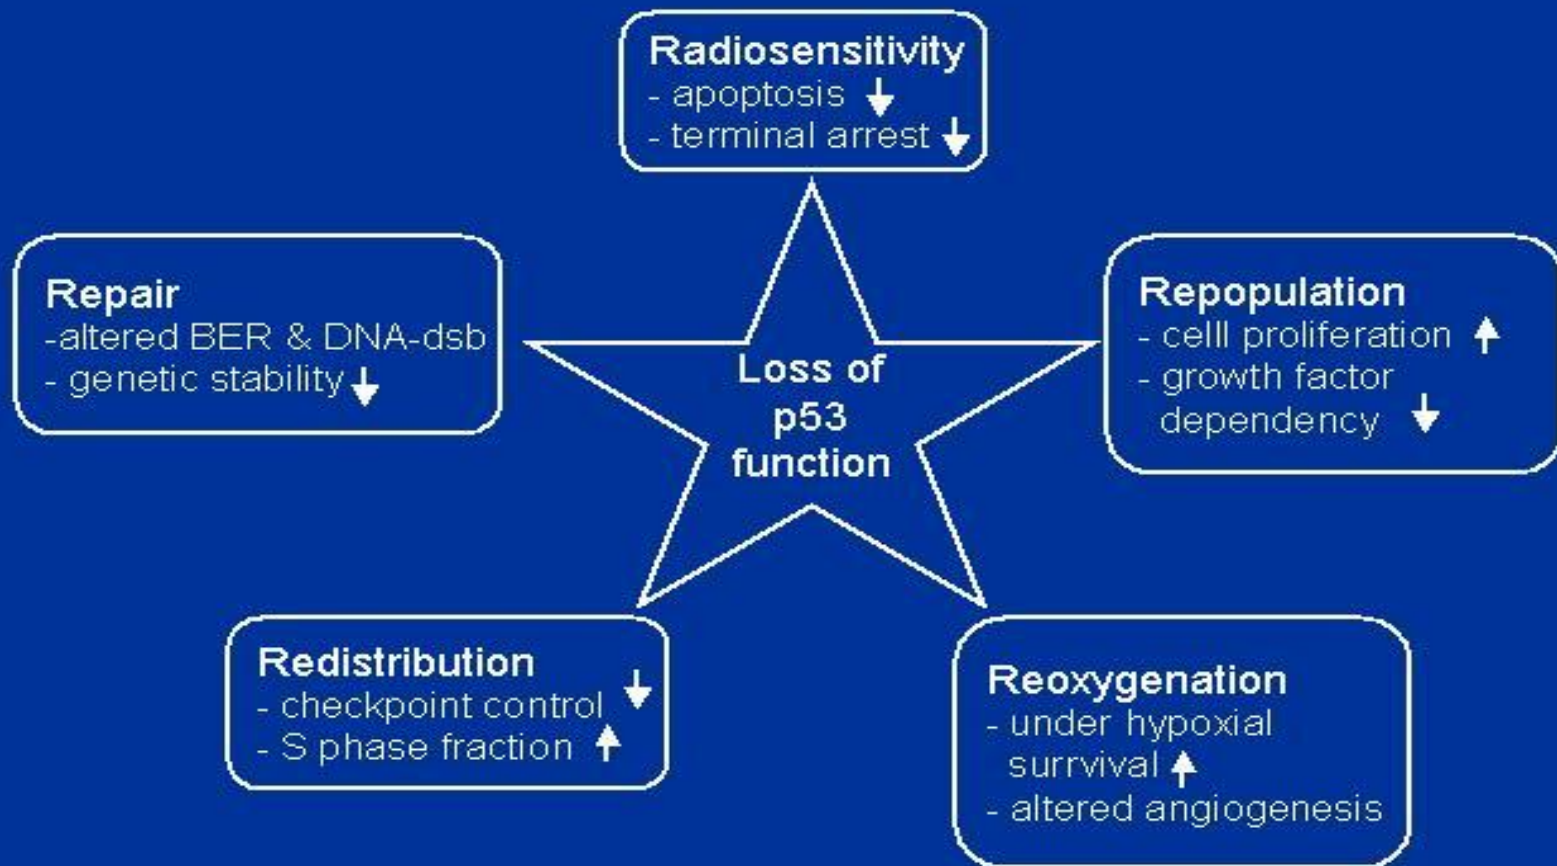 Radiosensitivity
- apoptosis ↓
- terminal arrest ↓
Repair
-altered BER & DNA-dsb
- genetic stability ↓
Repopulation
- celll proliferation ↑
- growth factor
dependency ↓
Loss of
p53
function
Redistribution
- checkpoint control ↓
- S phase fraction ↑
Reoxygenation
- under hypoxial
surrvival ↑
- altered angiogenesis